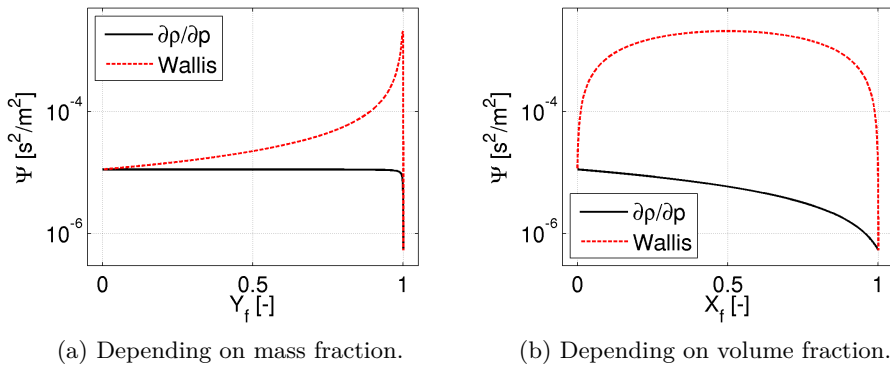 ∂ρ/∂p
Wallis
10⁻⁴
10⁻⁶
Ψ [s²/m²]
0
0.5
1
Y_f [-]
(a) Depending on mass fraction.
∂ρ/∂p
Wallis
10⁻⁴
10⁻⁶
Ψ [s²/m²]
0
0.5
1
X_f [-]
(b) Depending on volume fraction.